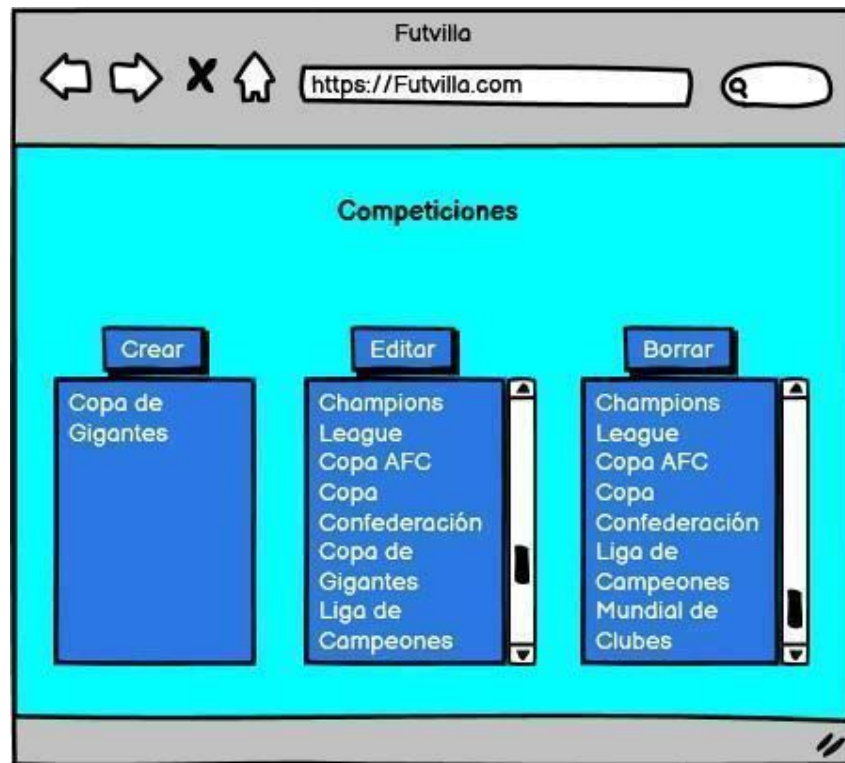 Futvilla
https://Futvilla.com
Competiciones
Crear
Copa de
Gigantes
Editar
Champions
League
Copa AFC
Copa
Confederación
Copa de
Gigantes
Liga de
Campeones
Borrar
Champions
League
Copa AFC
Copa
Confederación
Liga de
Campeones
Mundial de
Clubes